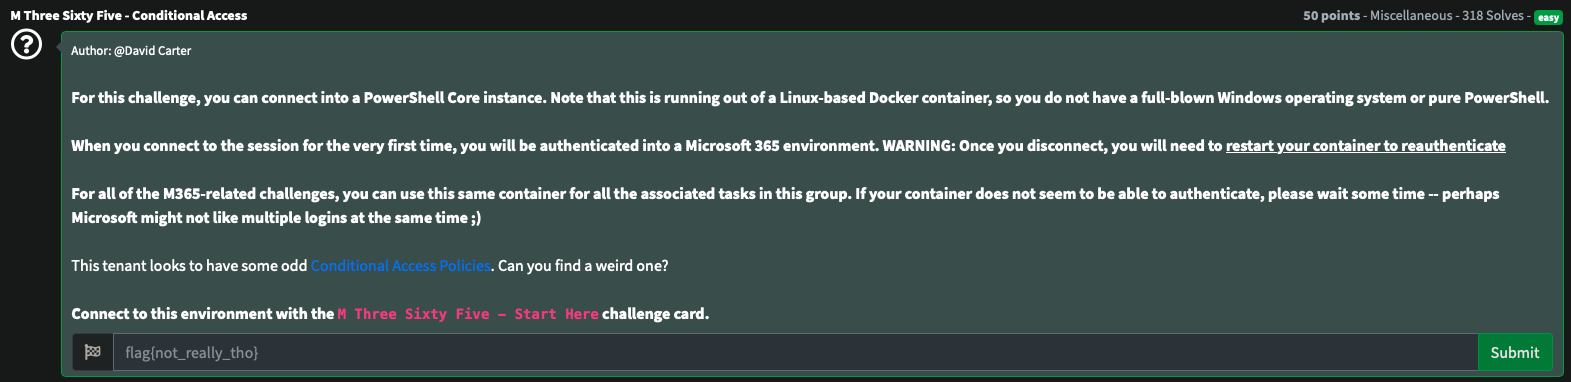 M Three Sixty Five - Conditional Access
50 points - Miscellaneous - 318 Solves - easy
Author: @David Carter
For this challenge, you can connect into a PowerShell Core instance. Note that this is running out of a Linux-based Docker container, so you do not have a full-blown Windows operating system or pure PowerShell.
When you connect to the session for the very first time, you will be authenticated into a Microsoft 365 environment. WARNING: Once you disconnect, you will need to restart your container to reauthenticate
For all of the M365-related challenges, you can use this same container for all the associated tasks in this group. If your container does not seem to be able to authenticate, please wait some time -- perhaps
Microsoft might not like multiple logins at the same time ;)
This tenant looks to have some odd Conditional Access Policies. Can you find a weird one?
Connect to this environment with the M Three Sixty Five – Start Here challenge card.
flag{not_really_tho}
Submit